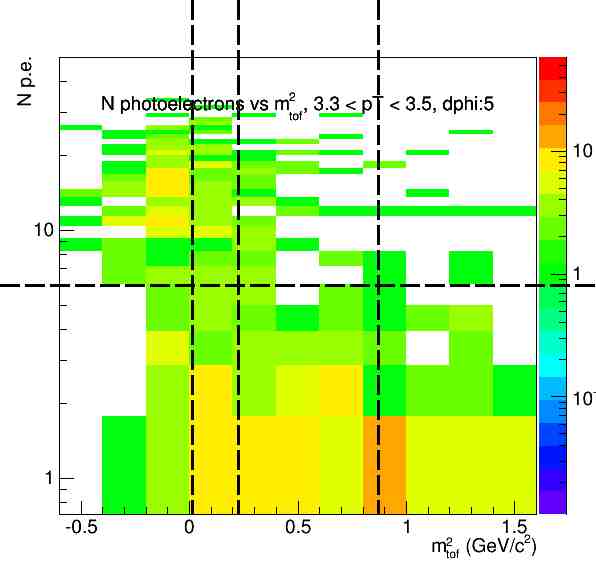 N p.e.
N photoelectrons vs m²tof, 3.3 < pT < 3.5, dphi:5
10
1
10
1
10⁻
-0.5 0 0.5 1 1.5
m²tof (GeV/c²)